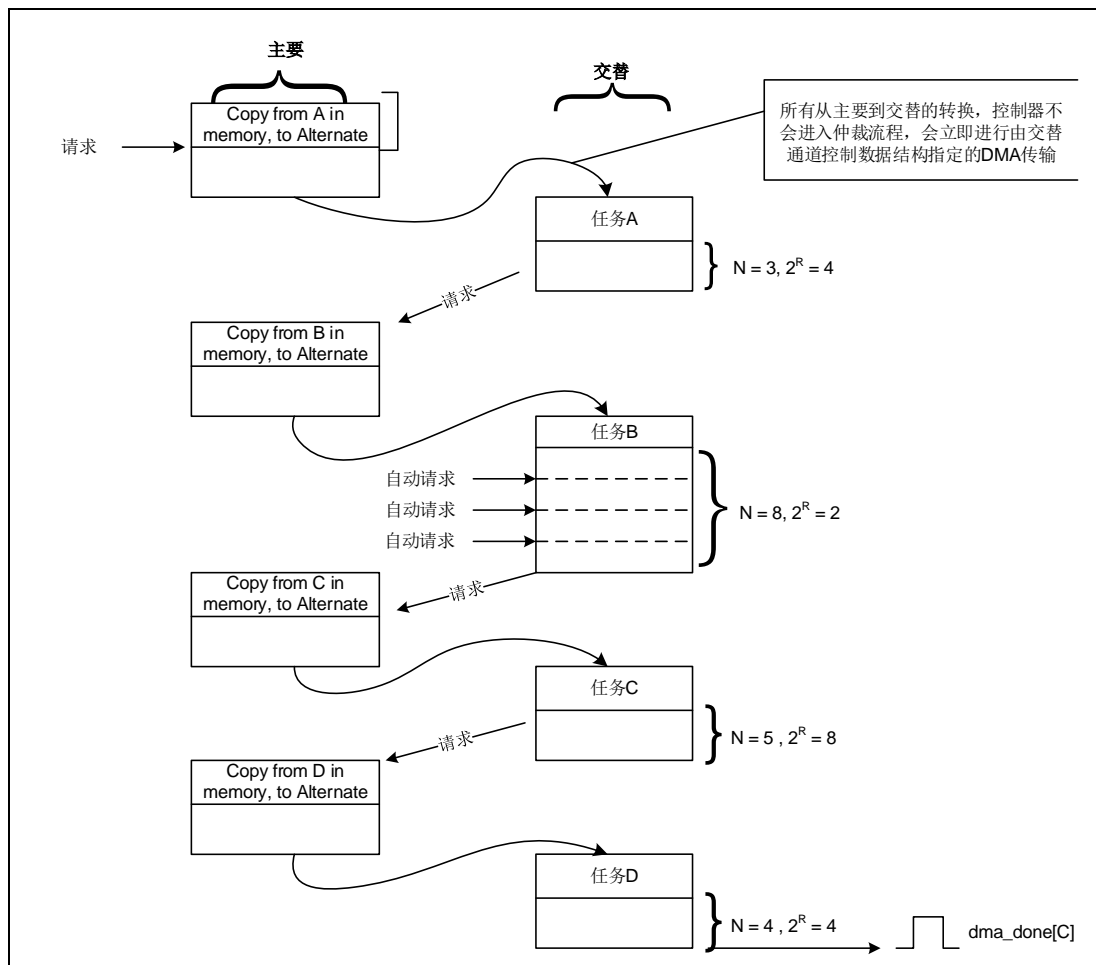 主要
交替
Copy from A in
memory, to Alternate
请求
所有从主要到交替的转换，控制器不
会进入仲裁流程，会立即进行由交替
通道控制数据结构指定的DMA传输
任务A
N = 3, 2^R = 4
请求
Copy from B in
memory, to Alternate
任务B
自动请求
自动请求
自动请求
N = 8, 2^R = 2
请求
Copy from C in
memory, to Alternate
任务C
N = 5 , 2^R = 8
请求
Copy from D in
memory, to Alternate
任务D
N = 4 , 2^R = 4
dma_done[C]